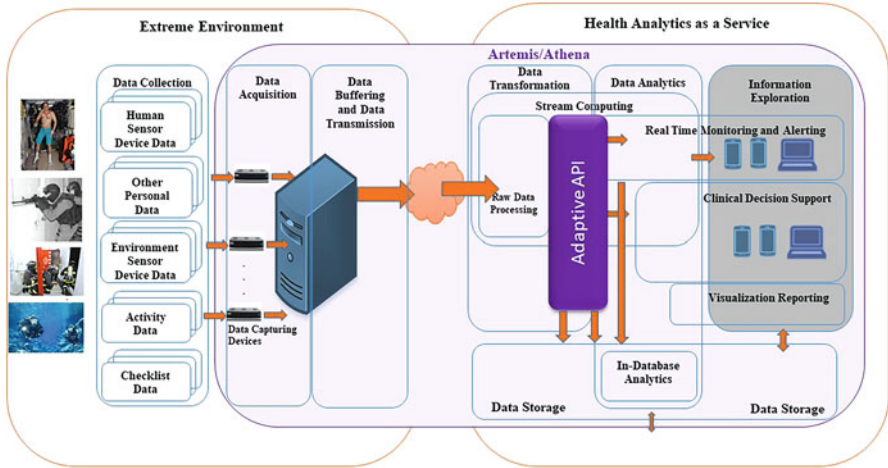 Extreme Environment
Health Analytics as a Service
Artemis/Athena
Data Collection
Human
Sensor
Device Data
Other
Personal
Data
Environment
Sensor
Device Data
Activity
Data
Checklist
Data
Data
Acquisition
Data Capturing
Devices
Data
Buffering
and Data
Transmission
Data
Transformation
Data Analytics
Information
Exploration
Stream Computing
Raw Data
Processing
Adaptive API
Real Time Monitoring and Alerting
Clinical Decision Support
Visualization Reporting
In-Database
Analytics
Data Storage
Data Storage